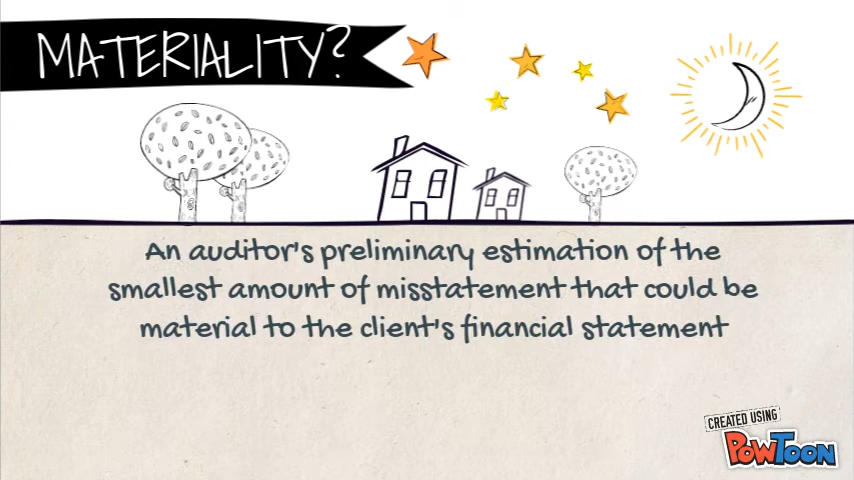 MATERIALITY?
An auditor's preliminary estimation of the
smallest amount of misstatement that could be
material to the client's financial statement
CREATED USING
POWTOON